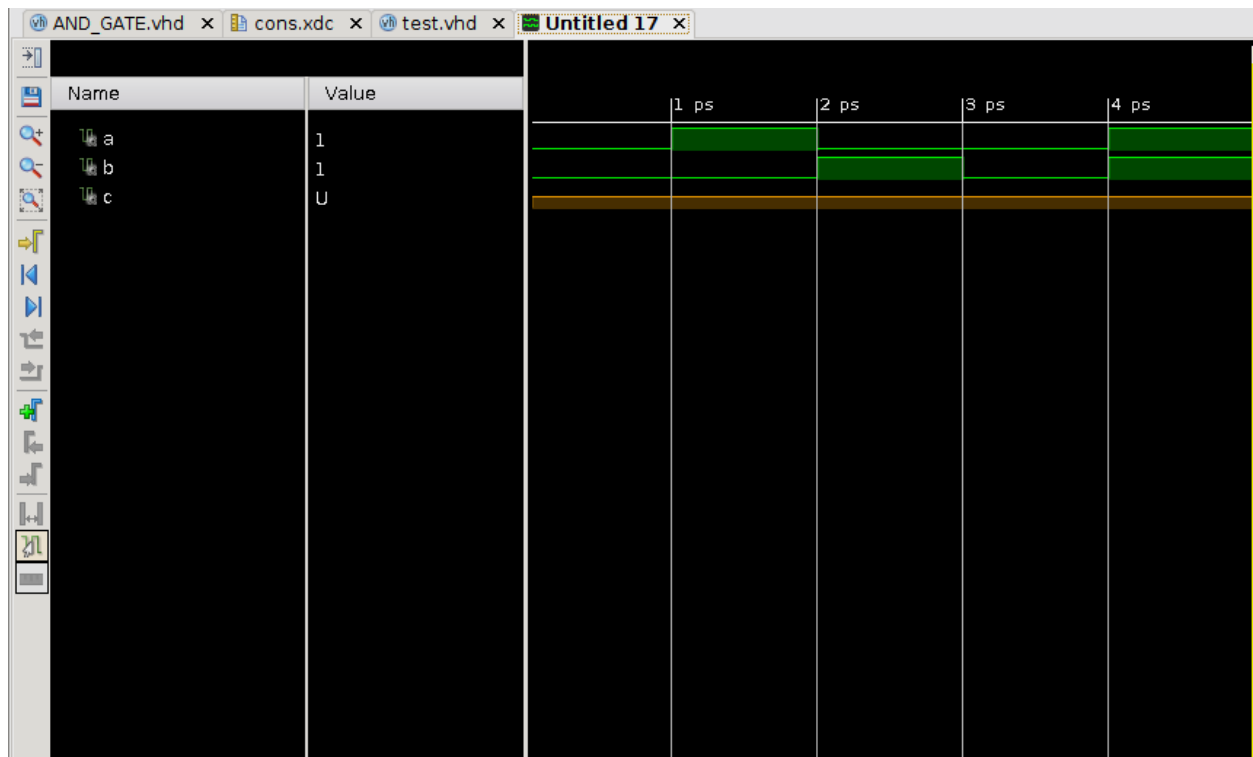 AND_GATE.vhd cons.xdc test.vhd Untitled 17
Name Value
1 ps 2 ps 3 ps 4 ps
a 1
b 1
c U